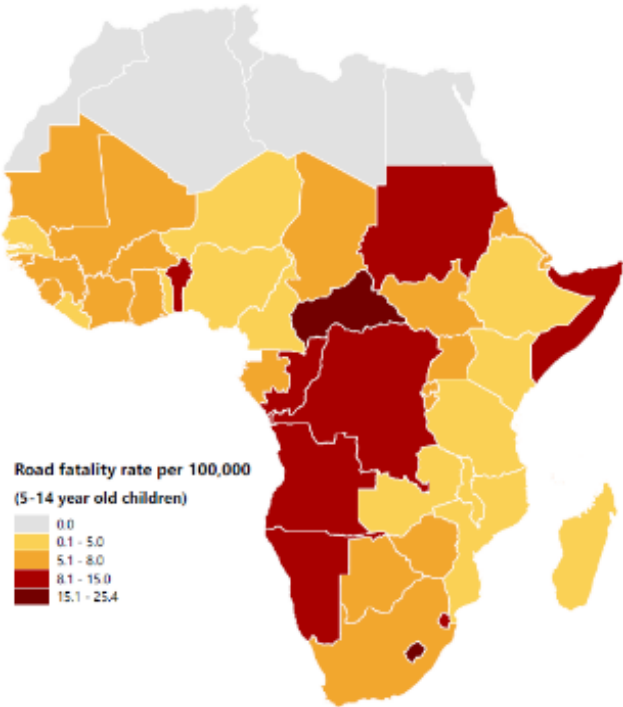 Road fatality rate per 100,000
(5-14 year old children)
0.0
0.1 - 5.0
5.1 - 8.0
8.1 - 15.0
15.1 - 25.4